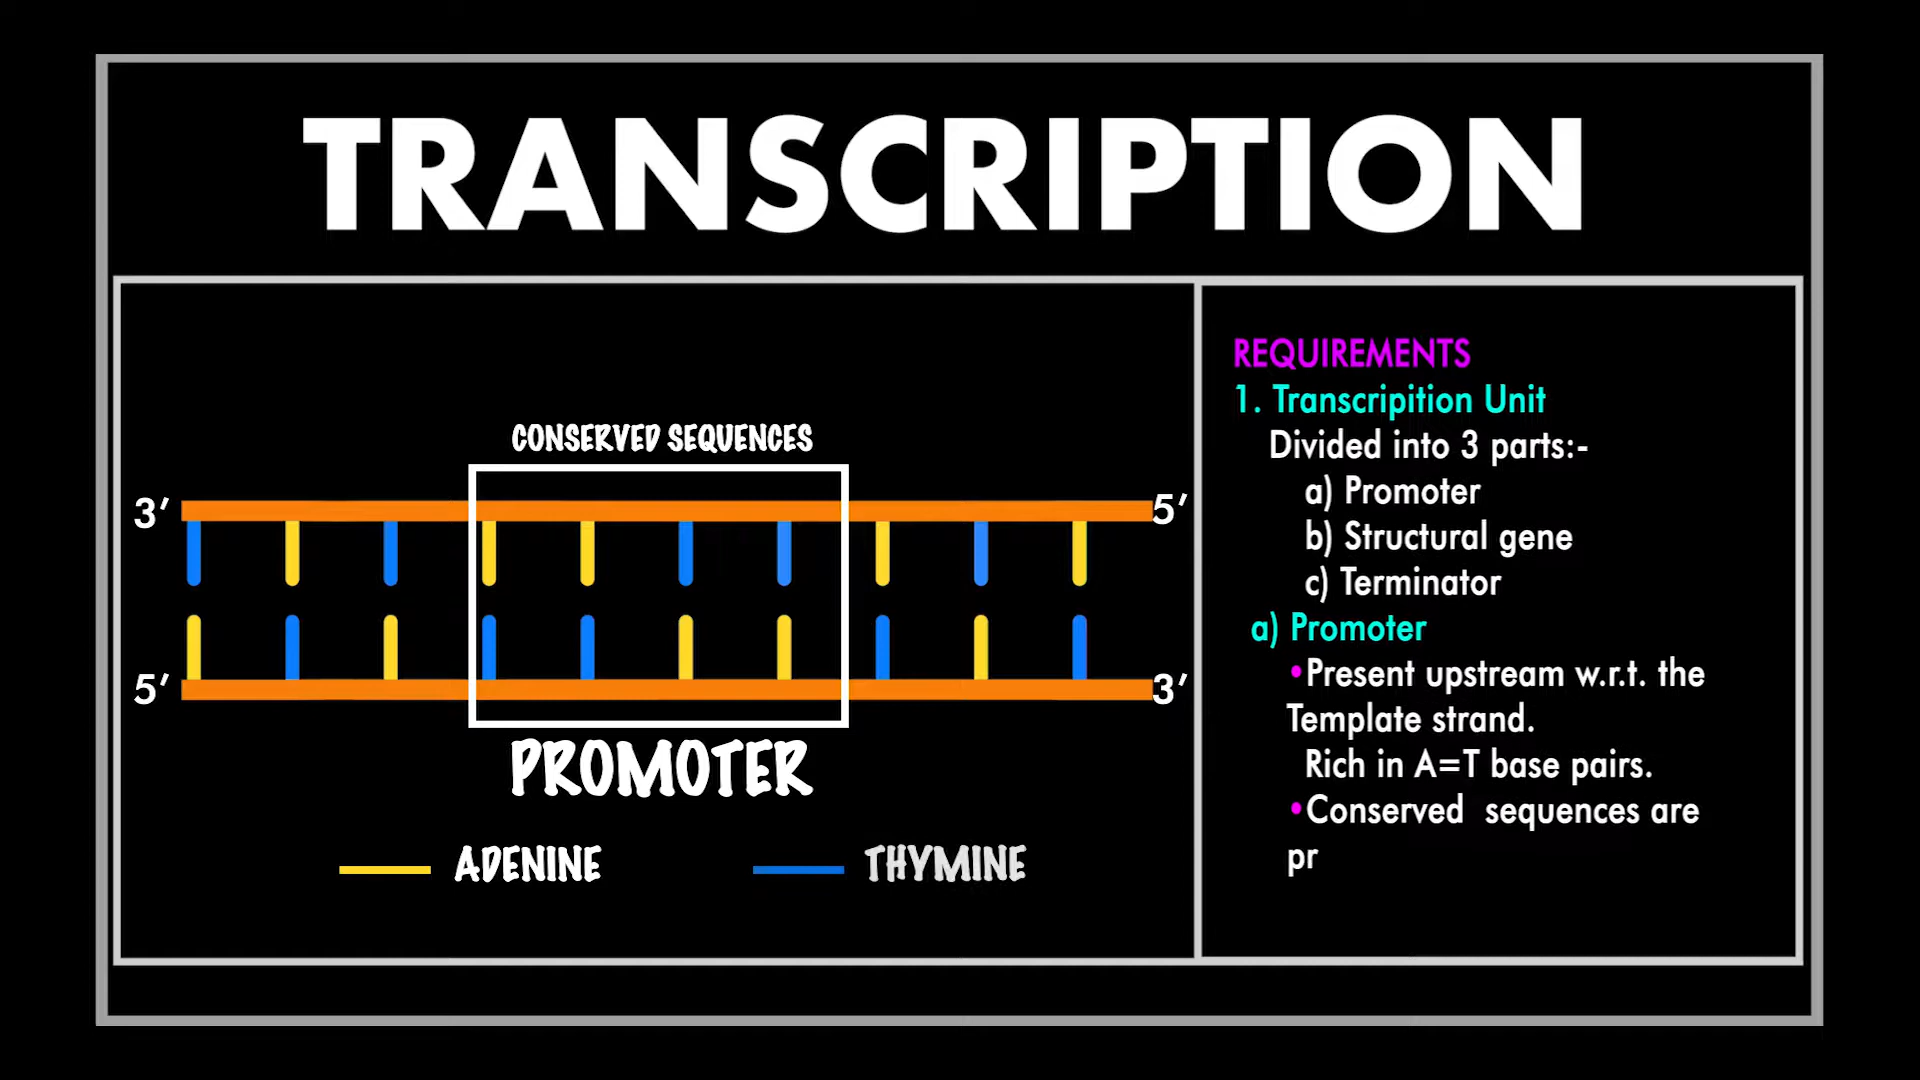 TRANSCRIPTION
CONSERVED SEQUENCES
3′
5′
5′
3′
PROMOTER
ADENINE
THYMINE
REQUIREMENTS
1. Transcripition Unit
Divided into 3 parts:-
a) Promoter
b) Structural gene
c) Terminator
a) Promoter
•Present upstream w.r.t. the
Template strand.
Rich in A=T base pairs.
•Conserved sequences are
pr